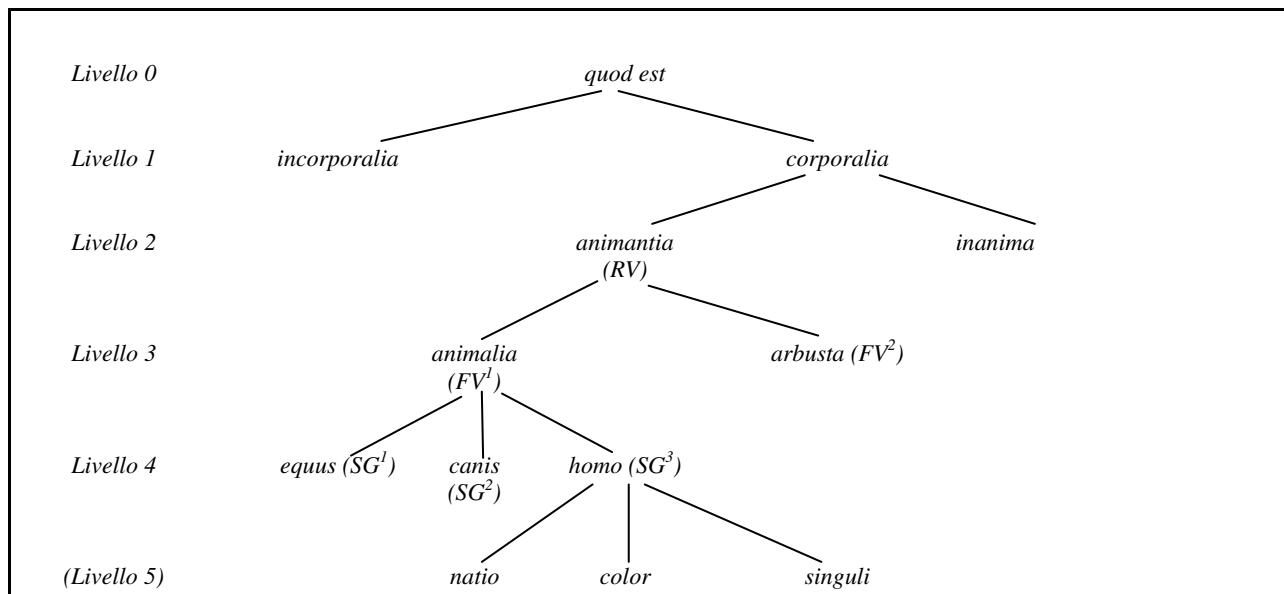 Livello 0 quod est
Livello 1 incorporalia corporalia
Livello 2 animantia inanima
(RV)
Livello 3 animalia arbusta (FV²)
(FV¹)
Livello 4 equus (SG¹) canis homo (SG³)
(SG²)
(Livello 5) natio color singuli